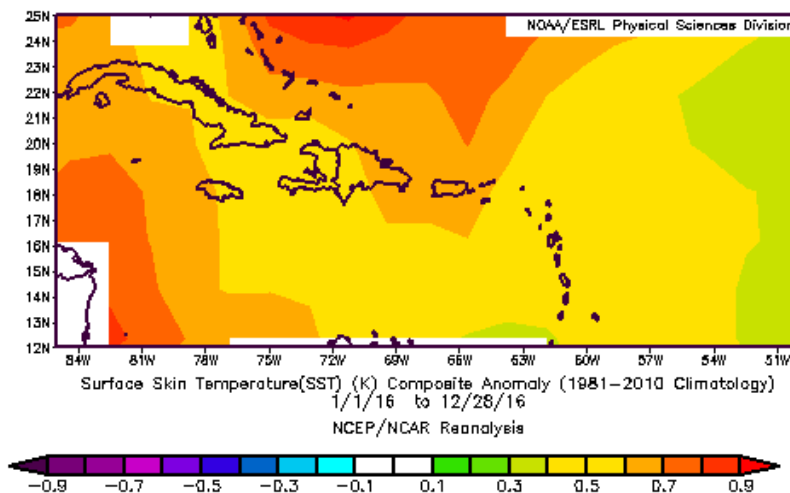 25N
NOAA/ESRL Physical Sciences Division
24N
23N
22N
21N
20N
19N
18N
17N
16N
15N
14N
13N
12N
84W 81W 78W 75W 72W 69W 66W 63W 60W 57W 54W 51W
Surface Skin Temperature(SST) (K) Composite Anomaly (1981-2010 Climatology)
1/1/16 to 12/28/16
NCEP/NCAR Reanalysis
-0.9 -0.7 -0.5 -0.3 -0.1 0.1 0.3 0.5 0.7 0.9